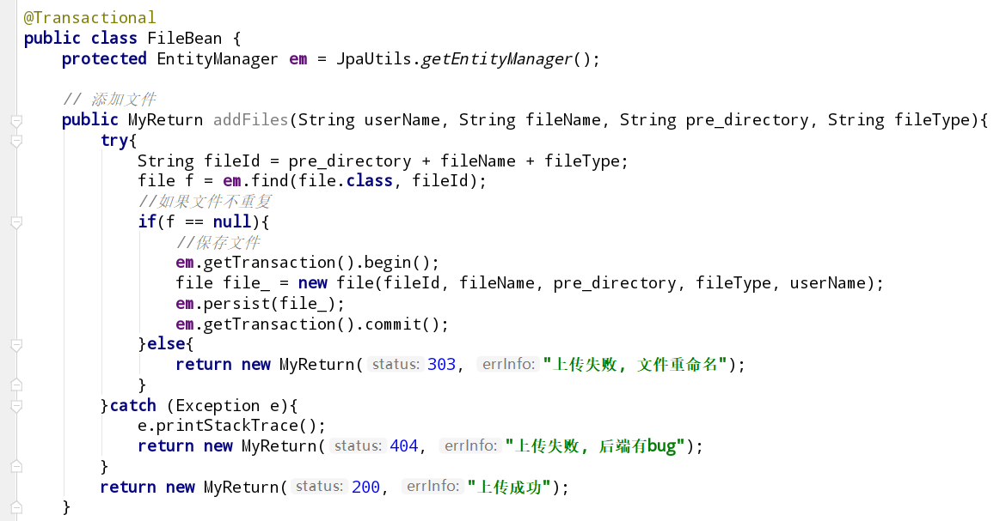 @Transactional
public class FileBean {
protected EntityManager em = JpaUtils.getEntityManager();
// 添加文件
public MyReturn addFiles(String userName, String fileName, String pre_directory, String fileType){
try{
String fileId = pre_directory + fileName + fileType;
file f = em.find(file.class, fileId);
//如果文件不重复
if(f == null){
//保存文件
em.getTransaction().begin();
file file_ = new file(fileId, fileName, pre_directory, fileType, userName);
em.persist(file_);
em.getTransaction().commit();
}else{
return new MyReturn( status: 303, errInfo: "上传失败, 文件重命名");
}
}catch (Exception e){
e.printStackTrace();
return new MyReturn( status: 404, errInfo: "上传失败, 后端有bug");
}
return new MyReturn( status: 200, errInfo: "上传成功");
}